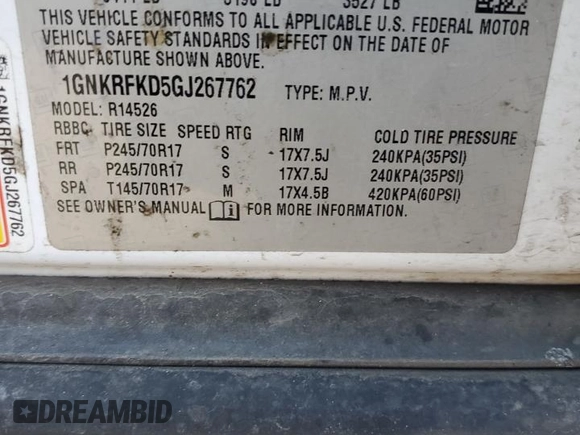 THIS VEHICLE CONFORMS TO ALL APPLICABLE U.S. FEDERAL MOTOR
VEHICLE SAFETY STANDARDS IN EFFECT ON THE DATE OF
MANUFACTURE SHOWN ABOVE.
1GNKRFKD5GJ267762 TYPE: M.P.V.
MODEL: R14526
RBBC TIRE SIZE SPEED RTG RIM COLD TIRE PRESSURE
FRT P245/70R17 S 17X7.5J 240KPA(35PSI)
RR P245/70R17 S 17X7.5J 240KPA(35PSI)
SPA T145/70R17 M 17X4.5B 420KPA(60PSI)
SEE OWNER'S MANUAL FOR MORE INFORMATION.
1GNKRFKD5GJ267762
DREAMBID